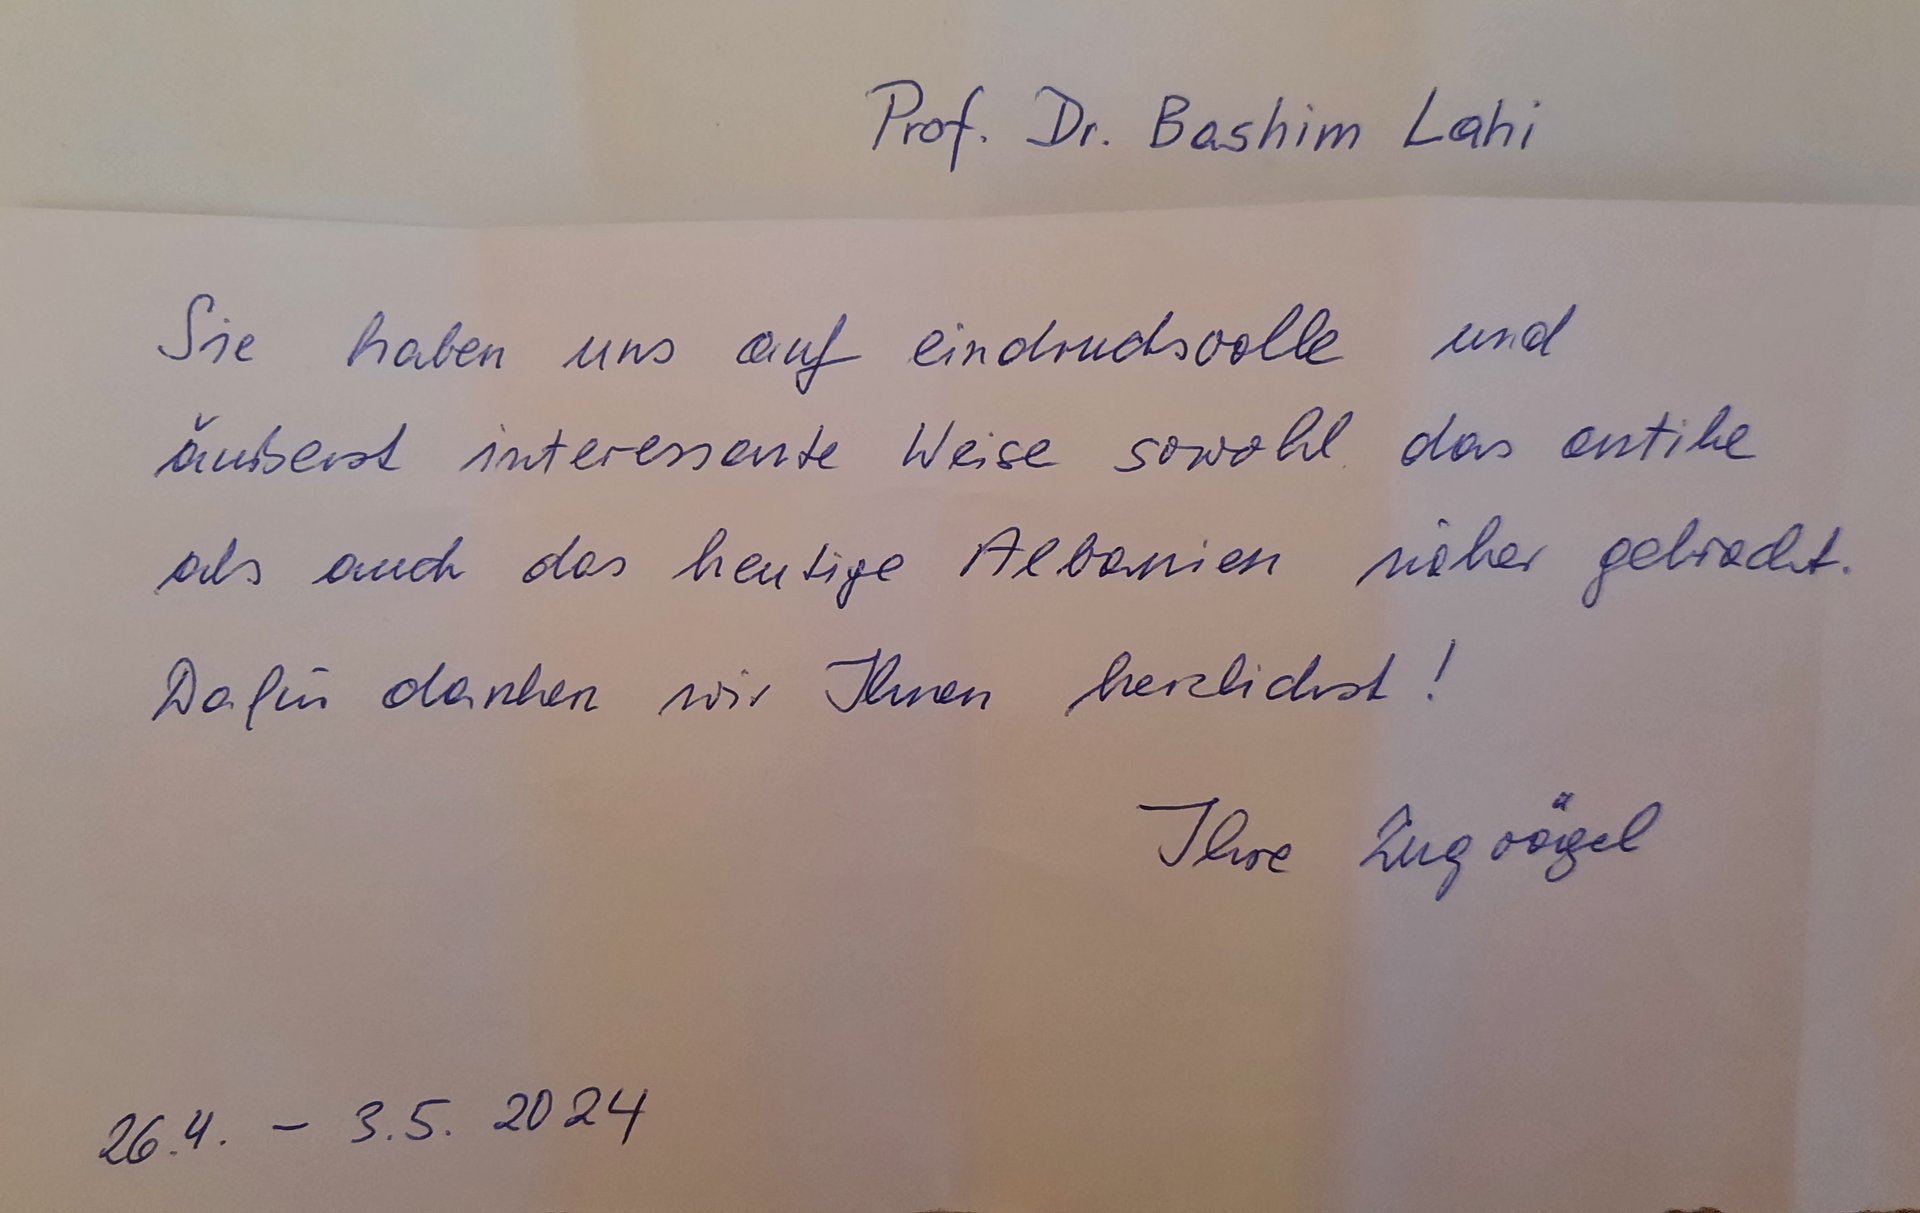 Prof. Dr. Bashim Lahi
Sie haben uns auf eindrucksvolle und
äußerst interessante Weise sowohl das antike
als auch das heutige Albanien näher gebracht.
Dafür danken wir Ihnen herzlichst!
Ihre Zugvögel
26.4. – 3.5. 2024